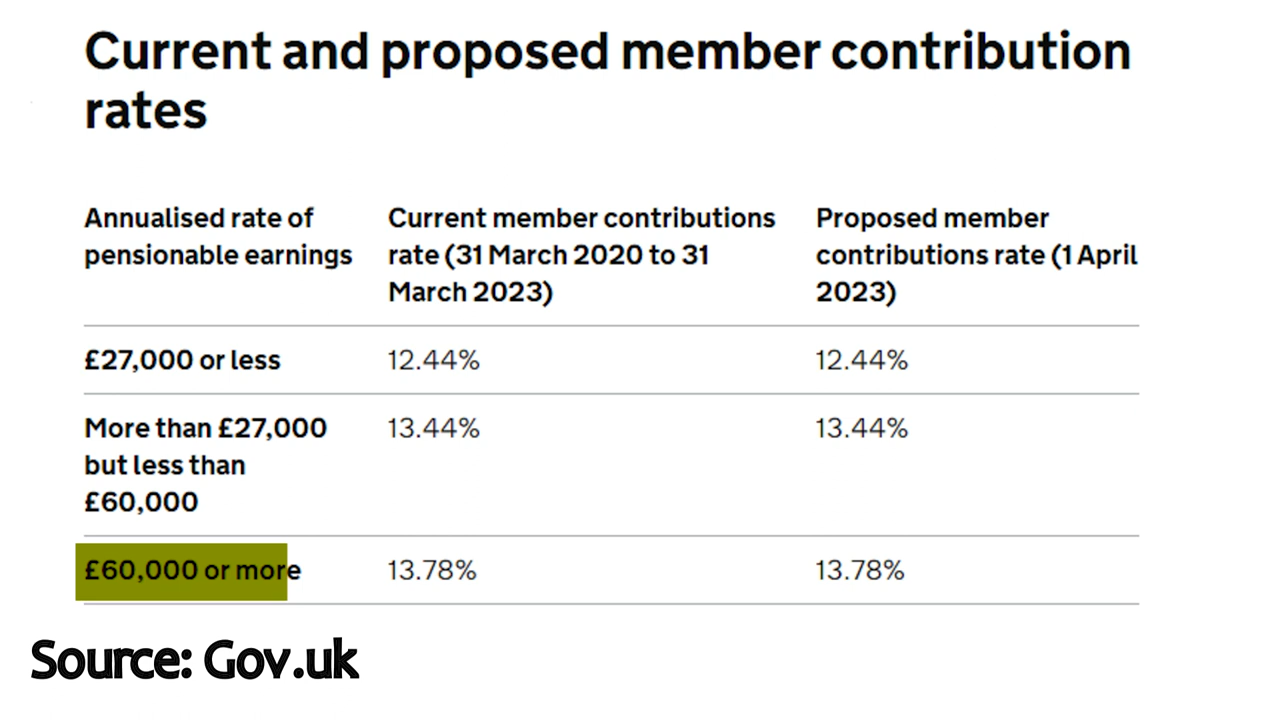 Current and proposed member contribution
rates
Annualised rate of
pensionable earnings
Current member contributions
rate (31 March 2020 to 31
March 2023)
Proposed member
contributions rate (1 April
2023)
£27,000 or less
12.44%
12.44%
More than £27,000
but less than
£60,000
13.44%
13.44%
£60,000 or more
13.78%
13.78%
Source: Gov.uk